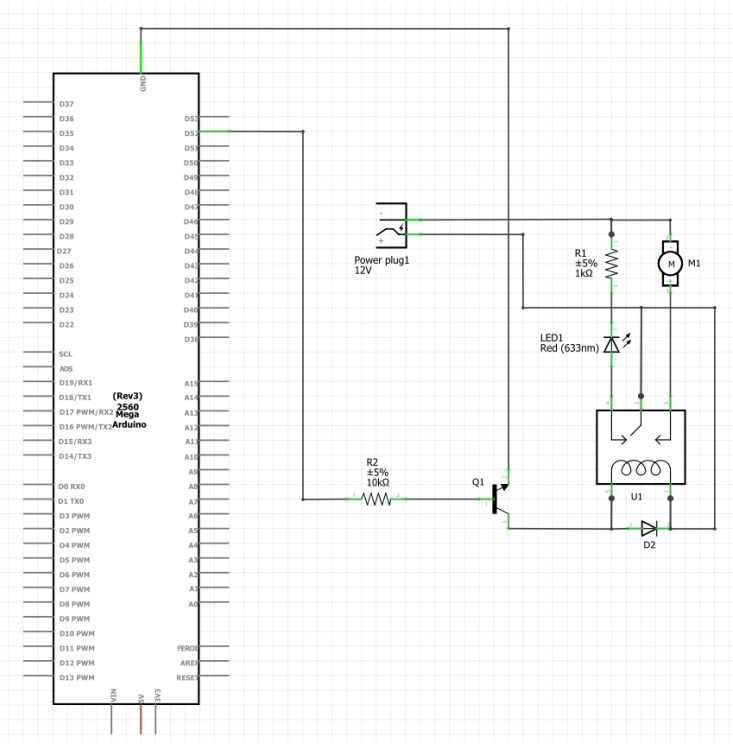 GND
D37
D36
D35
D34
D33
D32
D31
D30
D29
D28
D27
D26
D25
D24
D23
D22
SCL
ADS
D19/RX1
D18/TX1
D17 PWM/RX2
D16 PWM/TX2
D15/RX3
D14/TX3
D0 RX0
D1 TX0
D3 PWM
D2 PWM
D4 PWM
D5 PWM
D6 PWM
D7 PWM
D8 PWM
D9 PWM
D10 PWM
D11 PWM
D12 PWM
D13 PWM
(Rev3)
2560
Mega
Arduino
D53
D52
D51
D50
D49
D48
D47
D46
D45
D44
D43
D42
D41
D40
D39
D38
A15
A14
A13
A12
A11
A10
A9
A8
A7
A6
A5
A4
A3
A2
A1
A0
AREF
RESET
VIN
5V
3V3
-
+
Power plug1
12V
R1
±5%
1kΩ
M
M1
LED1
Red (633nm)
R2
±5%
10kΩ
Q1
U1
D2